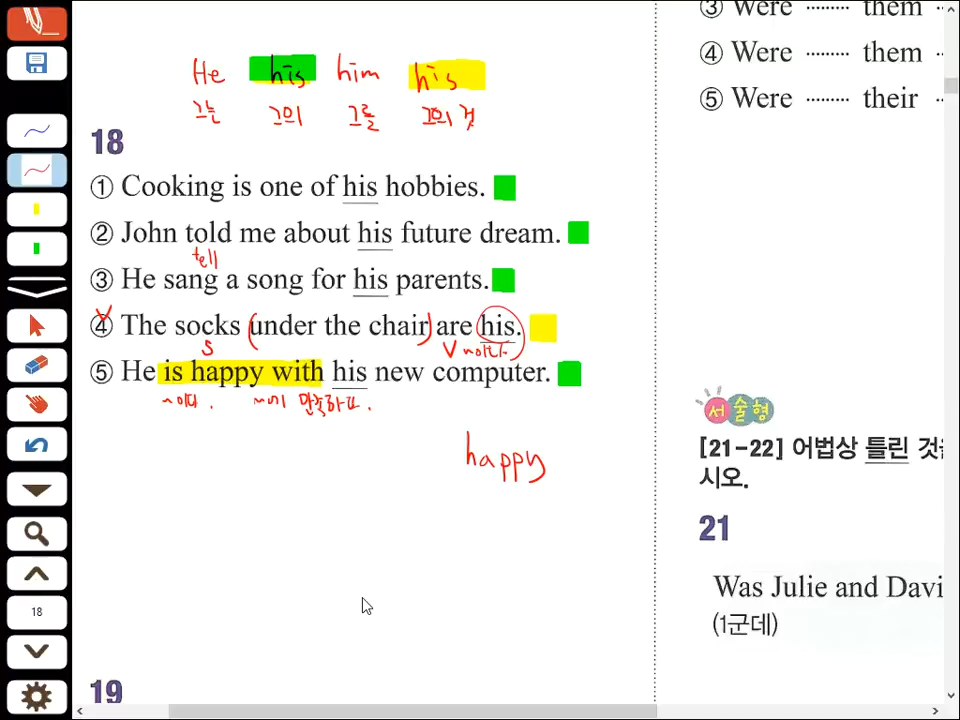 ③ Were ········· them
④ Were ········· them
⑤ Were ········· their
He his him his
그는 그의 그를 그의 것
18
① Cooking is one of his hobbies.
② John told me about his future dream.
tell
③ He sang a song for his parents.
④ The socks (under the chair) are his.
S V ~이다
⑤ He is happy with his new computer.
~이다. ~에 만족하다.
happy
서술형
[21-22] 어법상 틀린 것을
시오.
21
Was Julie and Davi
(1군데)
18
19